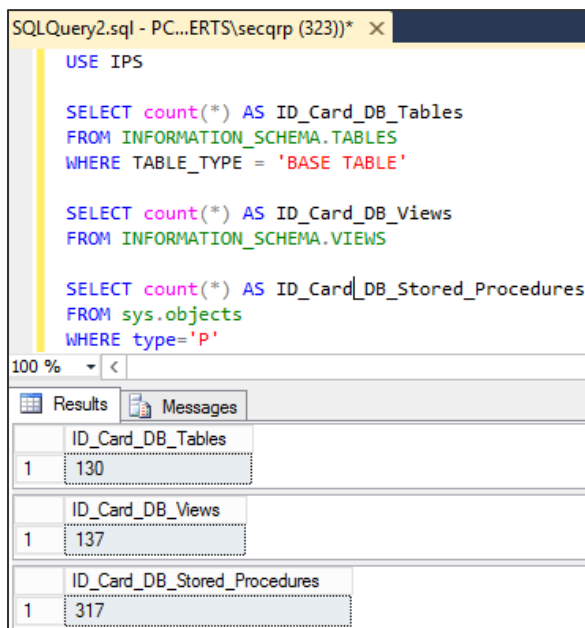 SQLQuery2.sql - PC...ERTS\secqrp (323))* ×
USE IPS
SELECT count(*) AS ID_Card_DB_Tables
FROM INFORMATION_SCHEMA.TABLES
WHERE TABLE_TYPE = 'BASE TABLE'
SELECT count(*) AS ID_Card_DB_Views
FROM INFORMATION_SCHEMA.VIEWS
SELECT count(*) AS ID_Card_DB_Stored_Procedures
FROM sys.objects
WHERE type='P'
100 %
Results Messages
ID_Card_DB_Tables
1 130
ID_Card_DB_Views
1 137
ID_Card_DB_Stored_Procedures
1 317